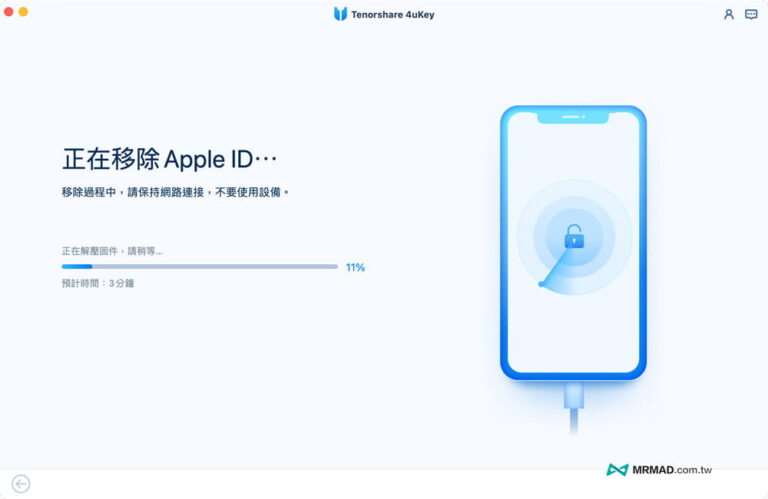 Tenorshare 4uKey
正在移除 Apple ID…
移除過程中，請保持網路連接，不要使用設備。
正在解壓固件，請稍等...
11%
預計時間：3 分鐘
MRMAD.com.tw